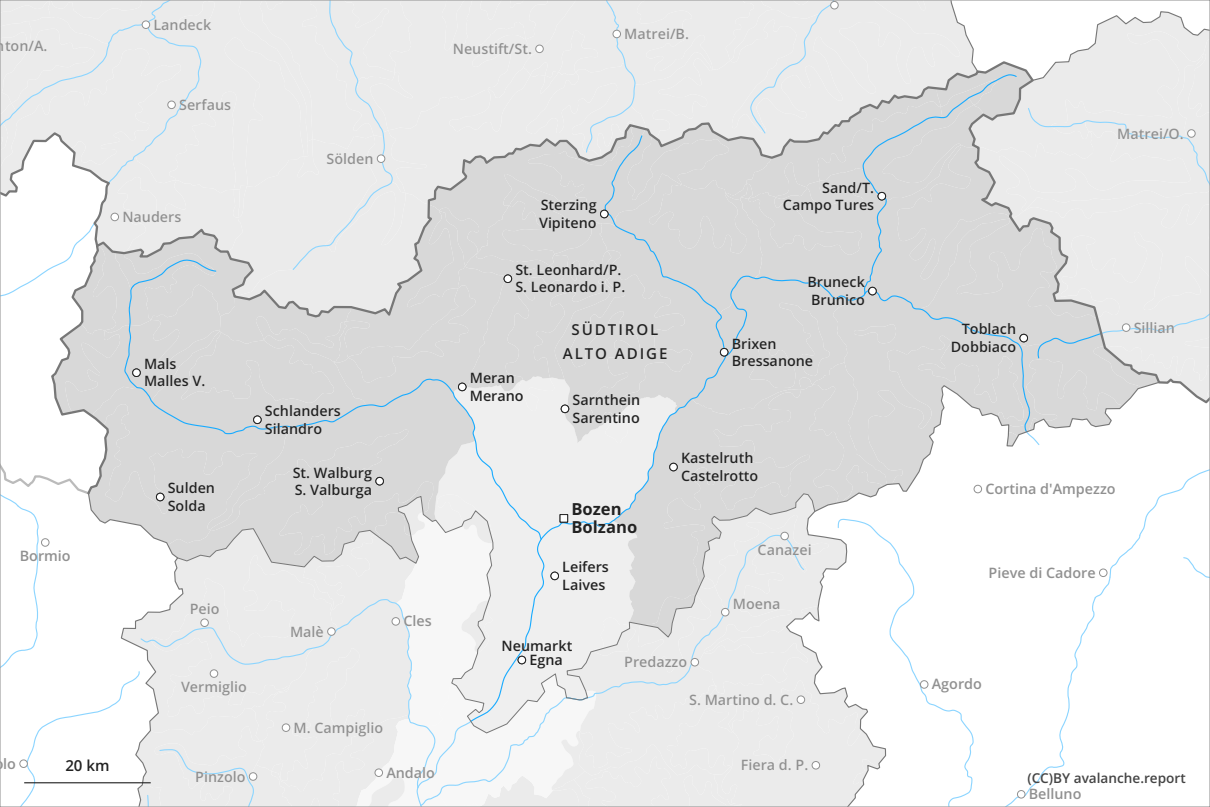 Landeck
nton/A.
Neustift/St.
Matrei/B.
Serfaus
Matrei/O.
Sölden
Nauders
Sand/T.
Campo Tures
Sterzing
Vipiteno
St. Leonhard/P.
S. Leonardo i. P.
Bruneck
Brunico
SÜDTIROL
ALTO ADIGE
Toblach
Dobbiaco
Sillian
Brixen
Bressanone
Mals
Malles V.
Meran
Merano
Sarnthein
Sarentino
Schlanders
Silandro
Kastelruth
Castelrotto
St. Walburg
S. Valburga
Sulden
Solda
Cortina d'Ampezzo
Bozen
Bolzano
Bormio
Canazei
Leifers
Laives
Pieve di Cadore
Peio
Moena
Malè
Cles
Neumarkt
Egna
Predazzo
Vermiglio
Agordo
S. Martino d. C.
M. Campiglio
20 km
olo
Pinzolo
Andalo
Fiera d. P.
(CC)BY avalanche.report
Belluno